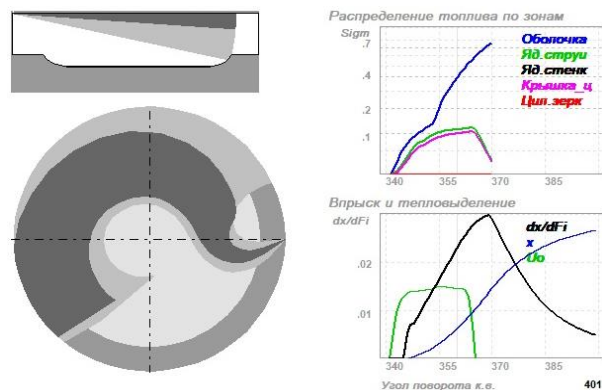 Распределение топлива по зонам
Sigm
Оболочка
Яд.струи
Яд.стенк
Крышка_ц
Цил.зерк
.7
.4
.2
.1
340 355 370 385
Впрыск и тепловыделение
dx/dFi
dx/dFi
x
Uo
.02
.01
340 355 370 385
Угол поворота к.в. 401